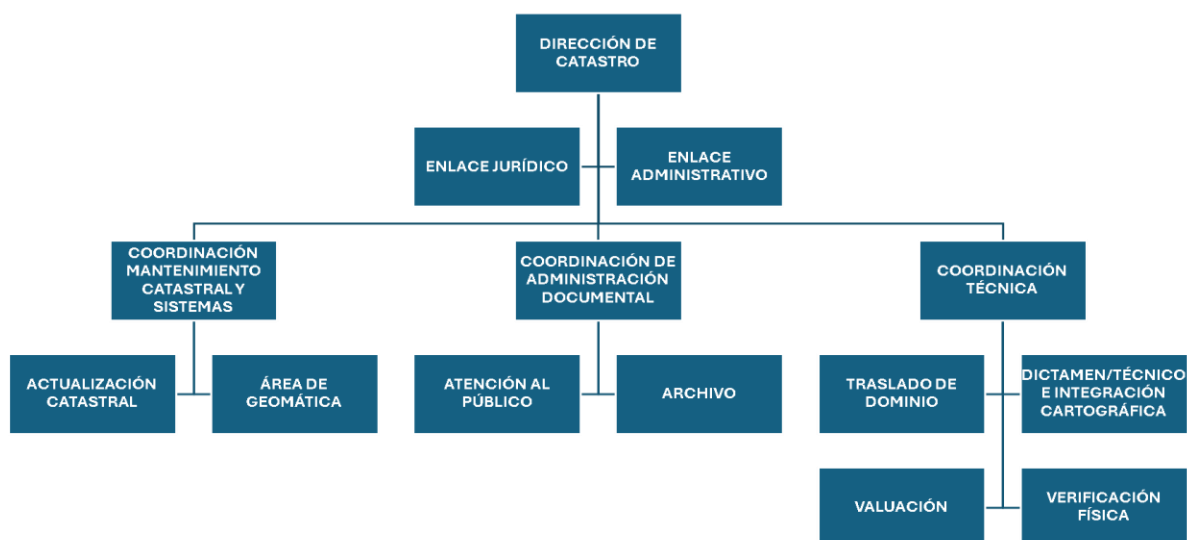 DIRECCIÓN DE
CATASTRO
ENLACE JURÍDICO
ENLACE
ADMINISTRATIVO
COORDINACIÓN
MANTENIMIENTO
CATASTRAL Y
SISTEMAS
COORDINACIÓN DE
ADMINISTRACIÓN
DOCUMENTAL
COORDINACIÓN
TÉCNICA
ACTUALIZACIÓN
CATASTRAL
ÁREA DE
GEOMÁTICA
ATENCIÓN AL
PÚBLICO
ARCHIVO
TRASLADO DE
DOMINIO
DICTAMEN/TÉCNICO
E INTEGRACIÓN
CARTOGRÁFICA
VALUACIÓN
VERIFICACIÓN
FÍSICA